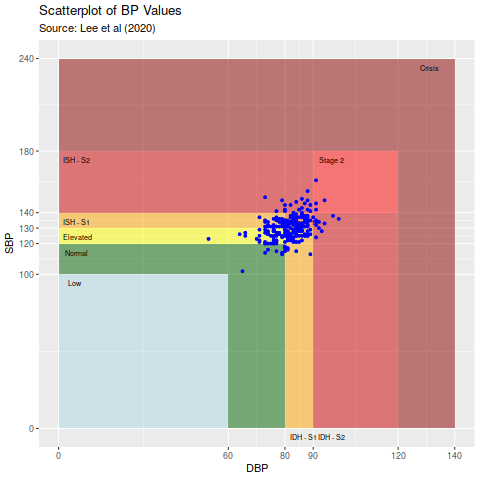 Scatterplot of BP Values
Source: Lee et al (2020)
240
Crisis
180
ISH - S2
Stage 2
140
ISH - S1
130
Elevated
120
Normal
100
Low
SBP
0
IDH - S1 IDH - S2
0 60 80 90 120 140
DBP